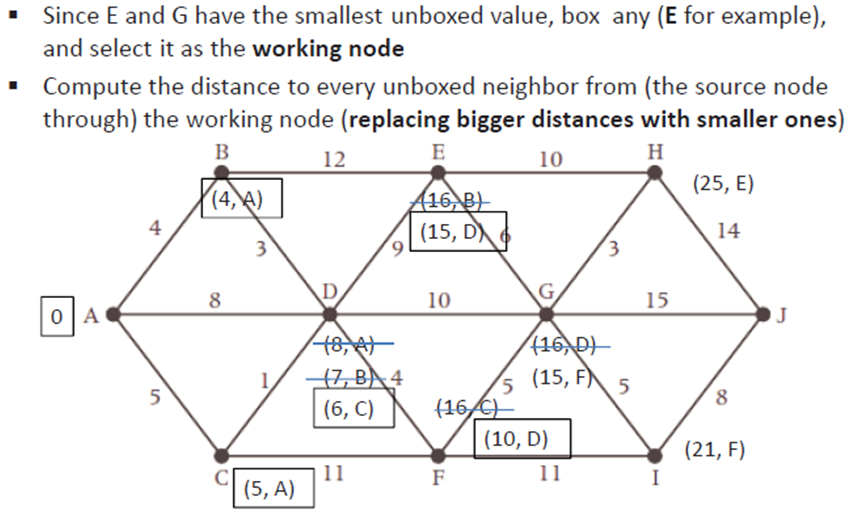 ▪ Since E and G have the smallest unboxed value, box any (E for example),
and select it as the working node
▪ Compute the distance to every unboxed neighbor from (the source node
through) the working node (replacing bigger distances with smaller ones)
B 12 E 10 H
(4, A) (16, B) (25, E)
4 3 9 (15, D) 6 3 14
0 A 8 D 10 G 15 J
(8, A) (16, D)
5 1 (7, B) 4 5 (15, F) 5 8
(6, C) (16, C)
(10, D) (21, F)
C (5, A) 11 F 11 I